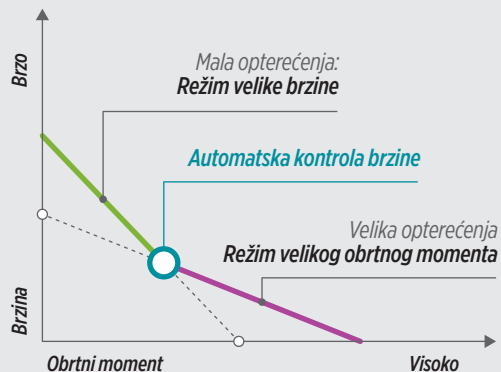 Brzo
Mala opterećenja:
Režim velike brzine
Automatska kontrola brzine
Velika opterećenja
Režim velikog obrtnog momenta
Brzina
Obrtni moment
Visoko